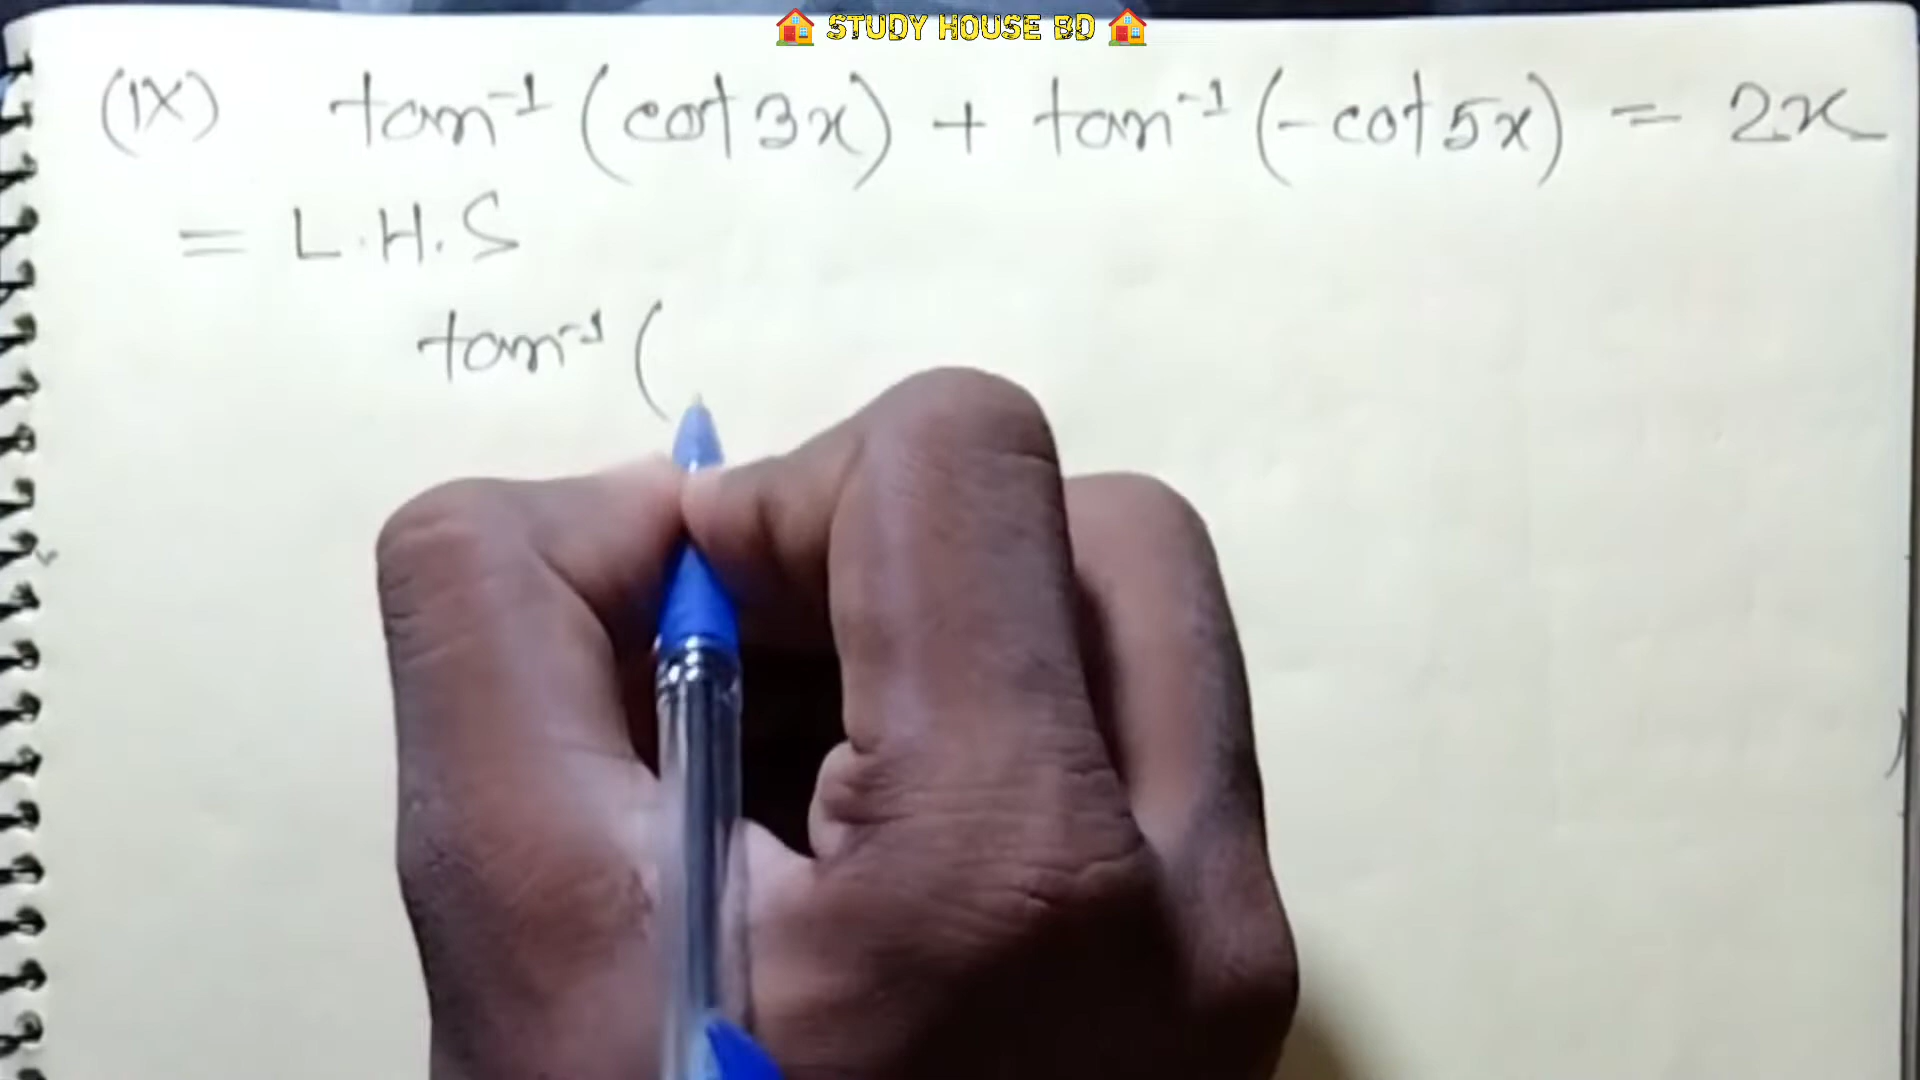 🏠 STUDY HOUSE BD 🏠
(IX) tan⁻¹ (cot 3x) + tan⁻¹ (-cot 5x) = 2x
= L.H.S
tan⁻¹ (